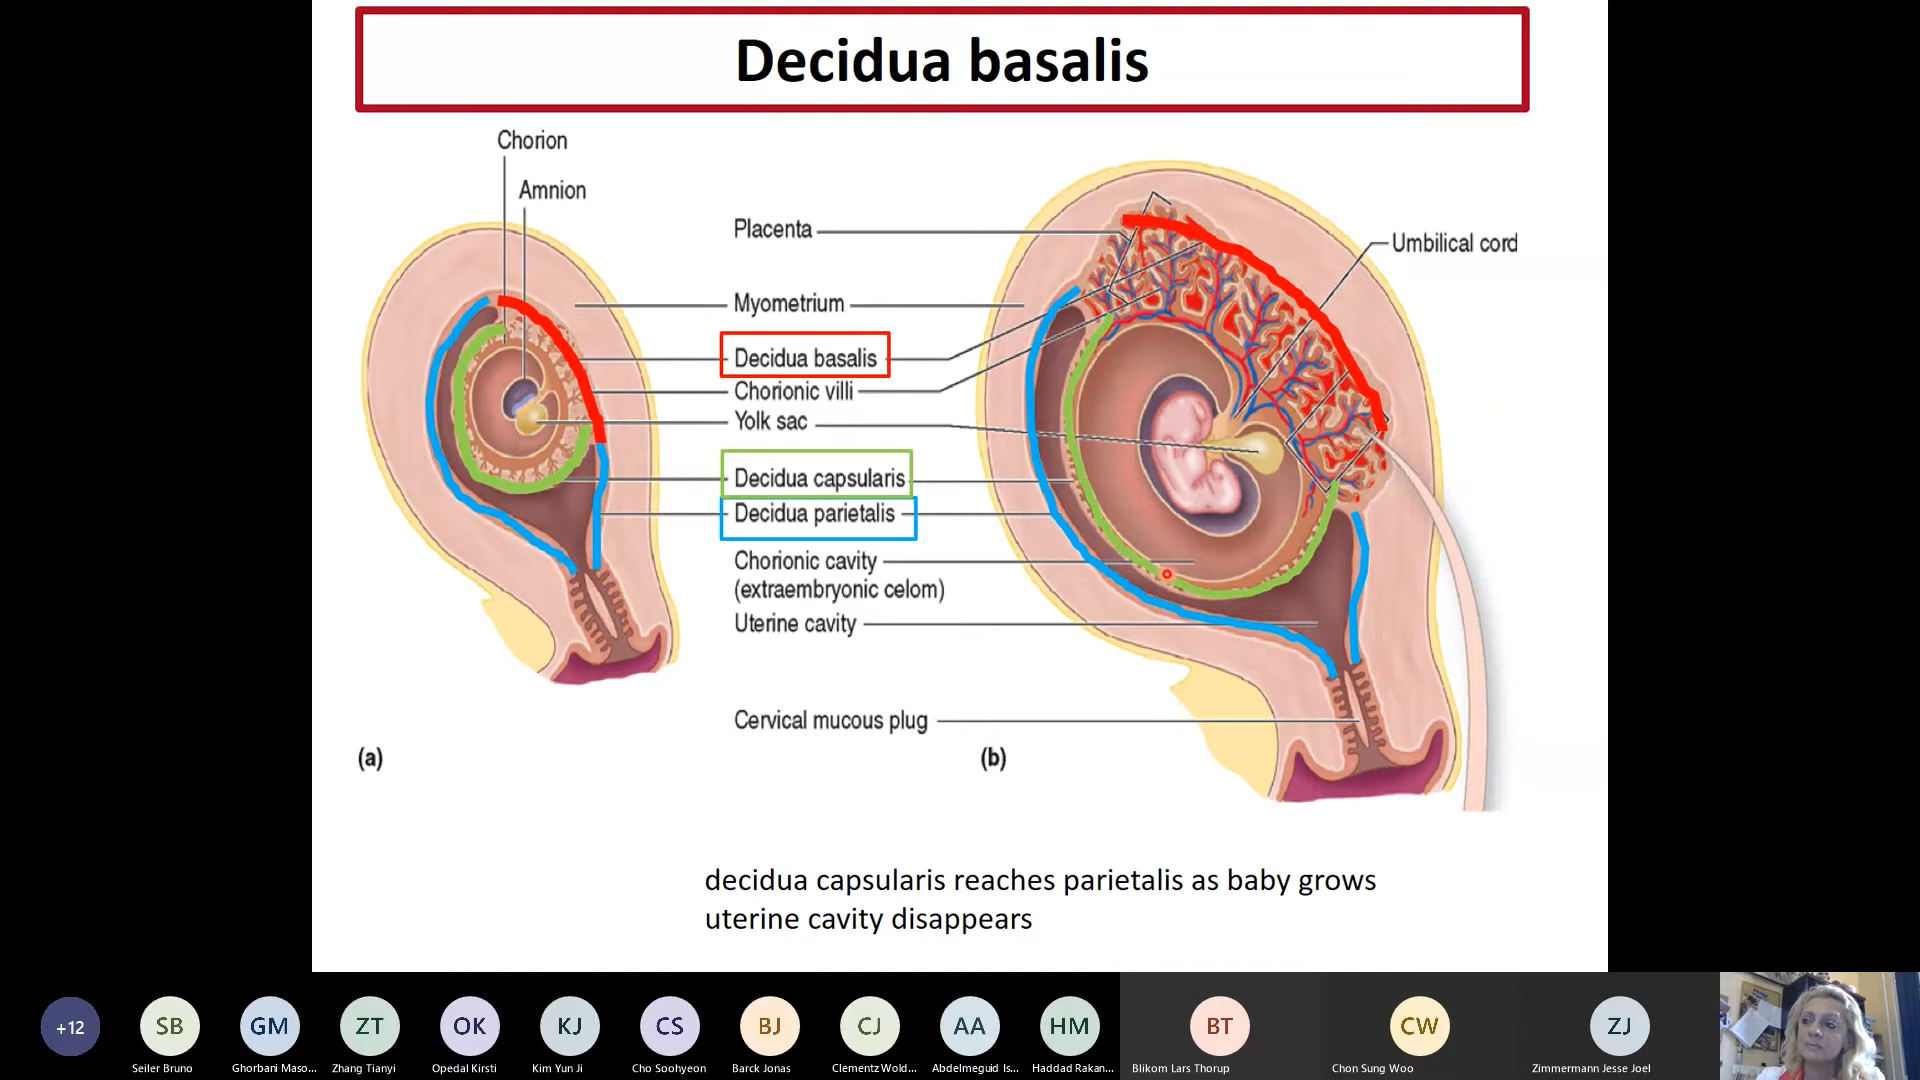 Decidua basalis
Chorion
Amnion
Placenta
Umbilical cord
Myometrium
Decidua basalis
Chorionic villi
Yolk sac
Decidua capsularis
Decidua parietalis
Chorionic cavity
(extraembryonic celom)
Uterine cavity
Cervical mucous plug
(a)
(b)
decidua capsularis reaches parietalis as baby grows
uterine cavity disappears
+12
SB
GM
ZT
OK
KJ
CS
BJ
CJ
AA
HM
BT
CW
ZJ
Seiler Bruno
Ghorbani Maso...
Zhang Tianyi
Opedal Kirsti
Kim Yun Ji
Cho Soohyeon
Barck Jonas
Clementz Wold...
Abdelmeguid Is...
Haddad Rakan...
Blikom Lars Thorup
Chon Sung Woo
Zimmermann Jesse Joel